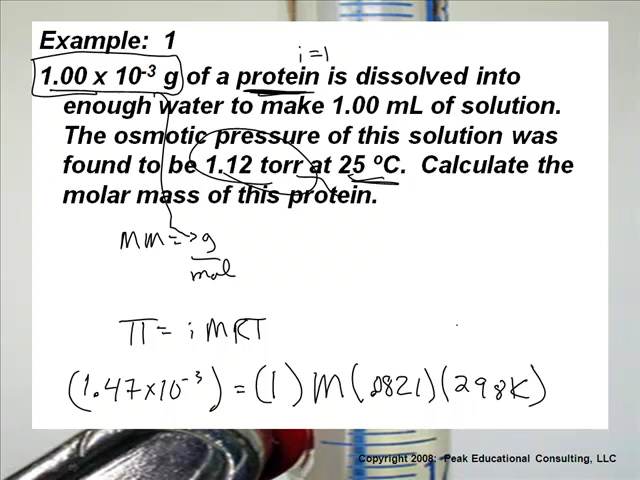 Example: 1
i = 1
1.00 x 10⁻³ g of a protein is dissolved into
enough water to make 1.00 mL of solution.
The osmotic pressure of this solution was
found to be 1.12 torr at 25 ºC. Calculate the
molar mass of this protein.
MM = g
mol
π = i MRT
(1.47x10⁻³) = (1) M (.0821)(298K)
Copyright 2008: Peak Educational Consulting, LLC